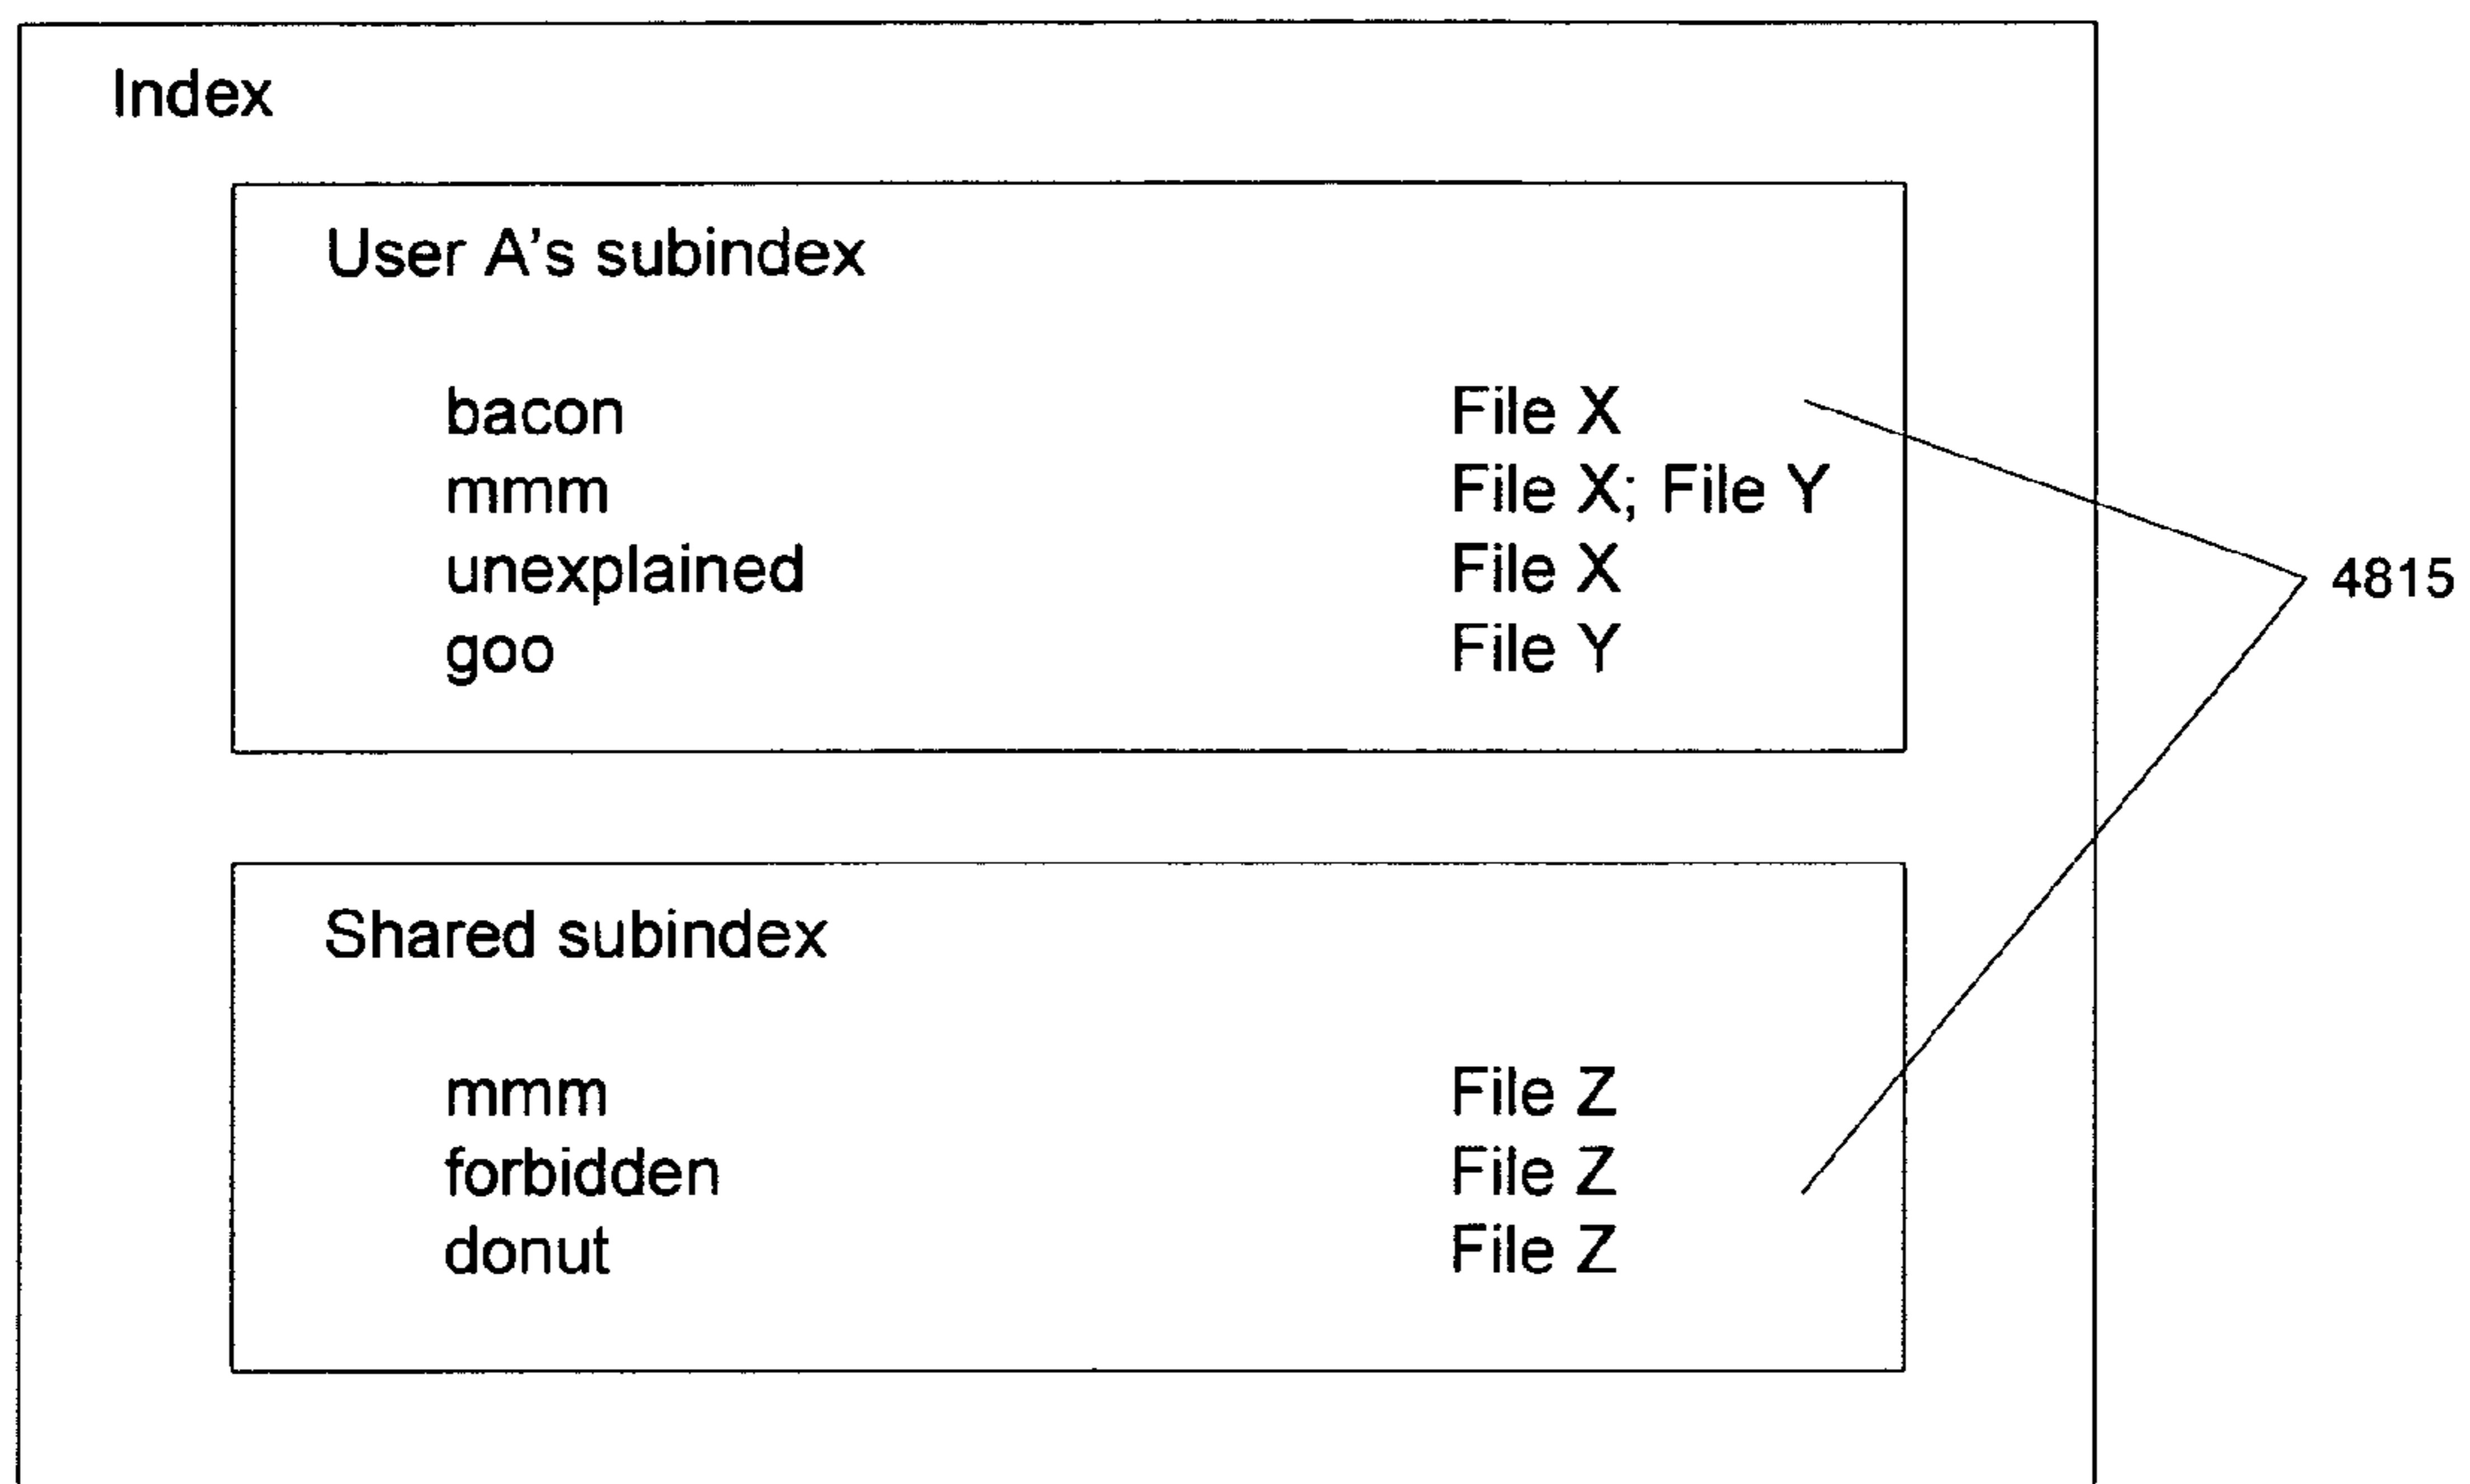 Index
User A's subindex
bacon File X
mmm File X; File Y
unexplained File X
goo File Y
4815
Shared subindex
mmm File Z
forbidden File Z
donut File Z